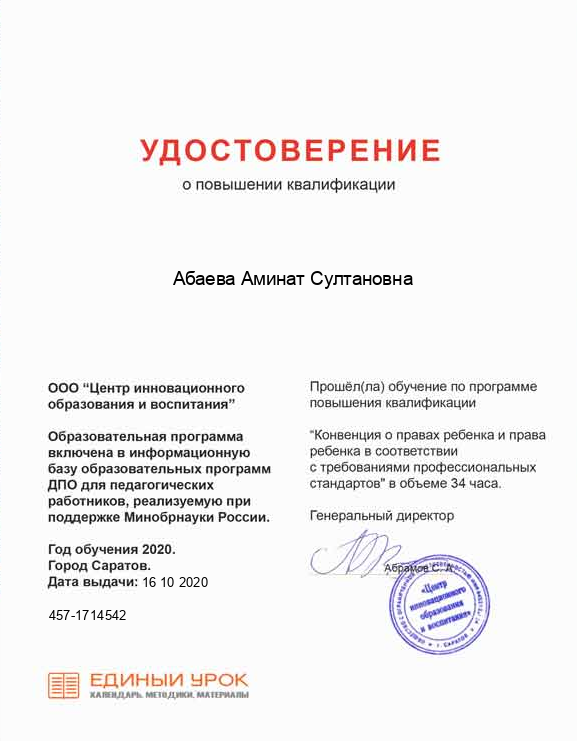 УДОСТОВЕРЕНИЕ
о повышении квалификации
Абаева Аминат Султановна
ООО “Центр инновационного
образования и воспитания”
Образовательная программа
включена в информационную
базу образовательных программ
ДПО для педагогических
работников, реализуемую при
поддержке Минобрнауки России.
Год обучения 2020.
Город Саратов.
Дата выдачи: 16 10 2020
457-1714542
Прошёл(ла) обучение по программе
повышения квалификации
“Конвенция о правах ребенка и права
ребенка в соответствии
с требованиями профессиональных
стандартов" в объеме 34 часа.
Генеральный директор
Абрамов С. А.
«Центр
инновационного
образования
и воспитания»
г. САРАТОВ
ЕДИНЫЙ УРОК
КАЛЕНДАРЬ. МЕТОДИКИ. МАТЕРИАЛЫ